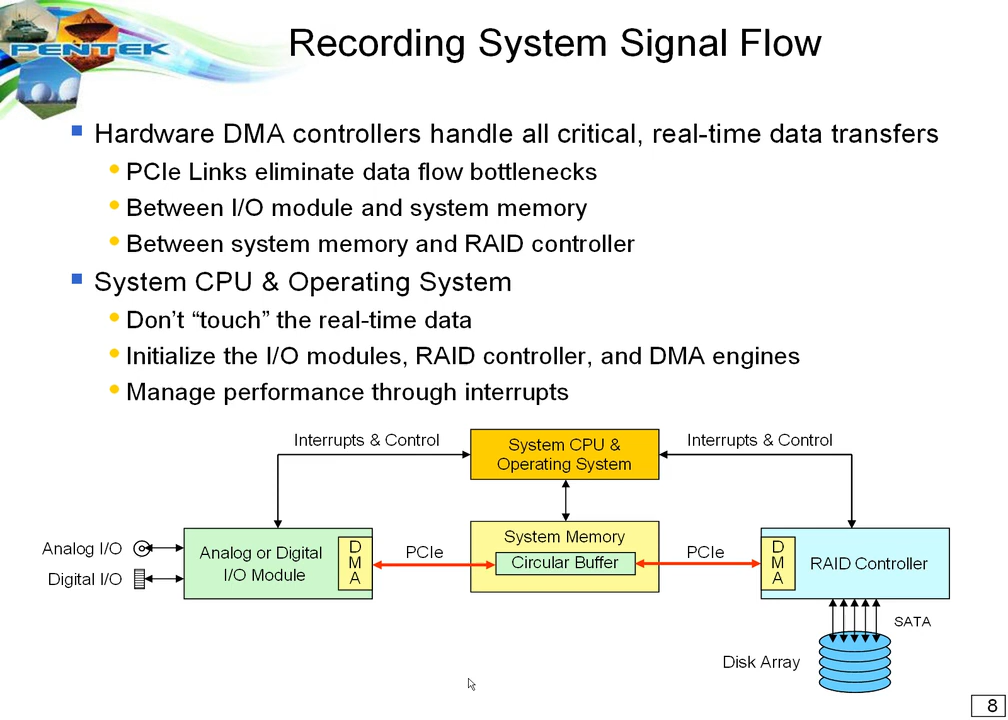 PENTEK
Recording System Signal Flow
Hardware DMA controllers handle all critical, real-time data transfers
PCIe Links eliminate data flow bottlenecks
Between I/O module and system memory
Between system memory and RAID controller
System CPU & Operating System
Don't “touch” the real-time data
Initialize the I/O modules, RAID controller, and DMA engines
Manage performance through interrupts
Interrupts & Control
System CPU &
Operating System
Interrupts & Control
Analog I/O
Digital I/O
Analog or Digital
I/O Module
D
M
A
PCIe
System Memory
Circular Buffer
PCIe
D
M
A
RAID Controller
SATA
Disk Array
8